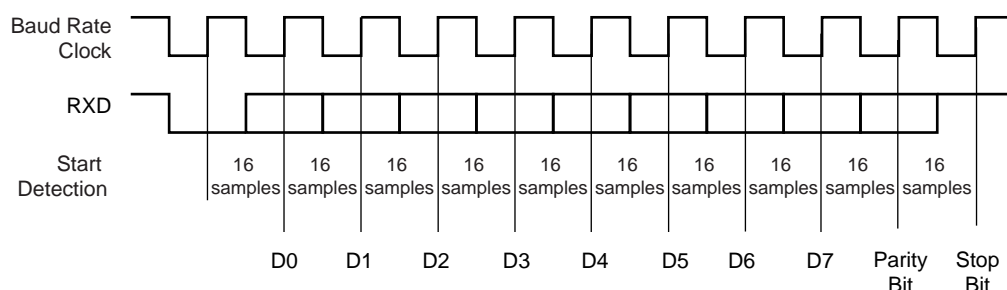 Baud Rate
Clock
RXD
Start
Detection
16 16 16 16 16 16 16 16 16 16
samples samples samples samples samples samples samples samples samples samples
D0 D1 D2 D3 D4 D5 D6 D7 Parity Stop
Bit Bit